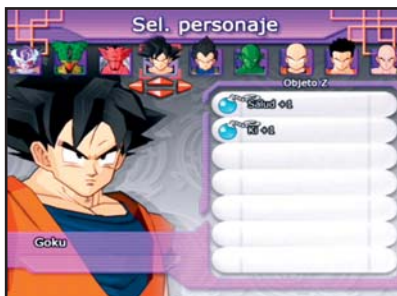 Sel. personaje
Objeto Z
Salud +1
Ki +1
Goku